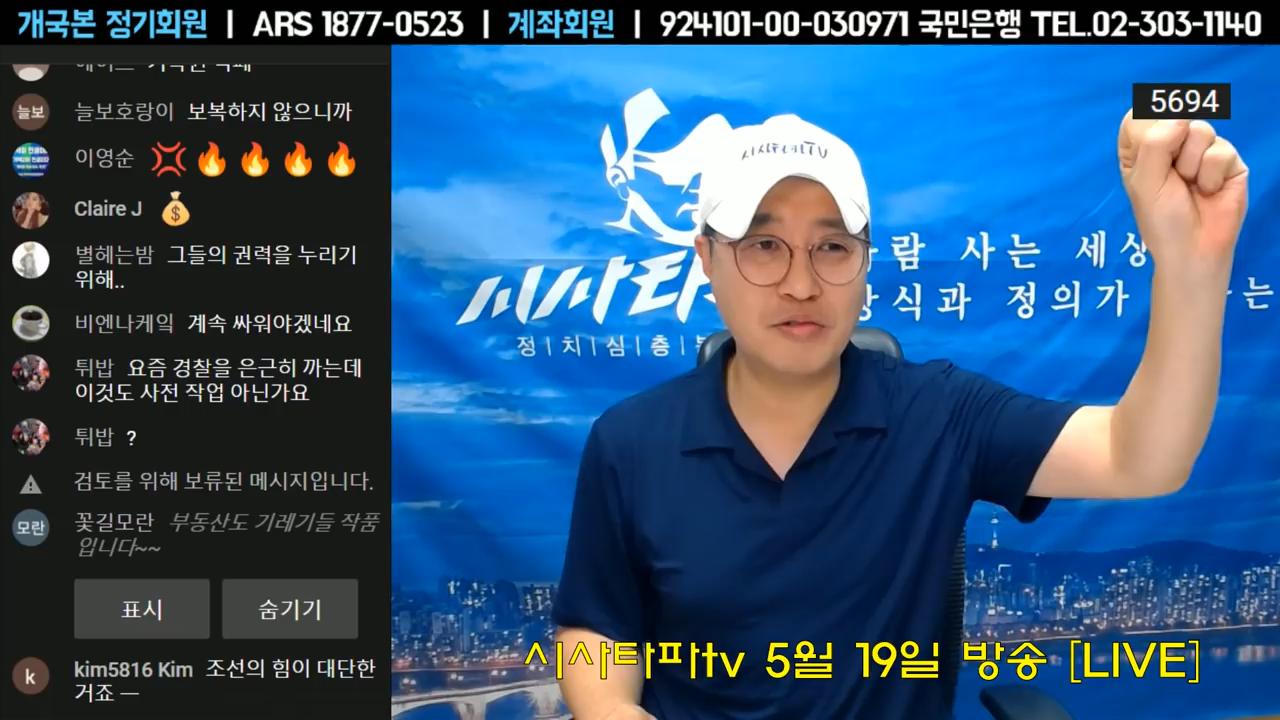 개국본 정기회원 | ARS 1877-0523 | 계좌회원 | 924101-00-030971 국민은행 TEL.02-303-1140
늘보 늘보호랑이 보복하지 않으니까
이영순
Claire J
별헤는밤 그들의 권력을 누리기
위해..
비엔나케잌 계속 싸워야겠네요
튀밥 요즘 경찰을 은근히 까는데
이것도 사전 작업 아닌가요
튀밥 ?
검토를 위해 보류된 메시지입니다.
모란 꽃길모란 부동산도 기레기들 작품
입니다~~
표시 숨기기
k kim5816 Kim 조선의 힘이 대단한
거죠 ㅡ
5694
시사타파TV
람 사는 세상
상식과 정의가
는
시사타
정|치|심|층|분
시사타파tv 5월 19일 방송 [LIVE]